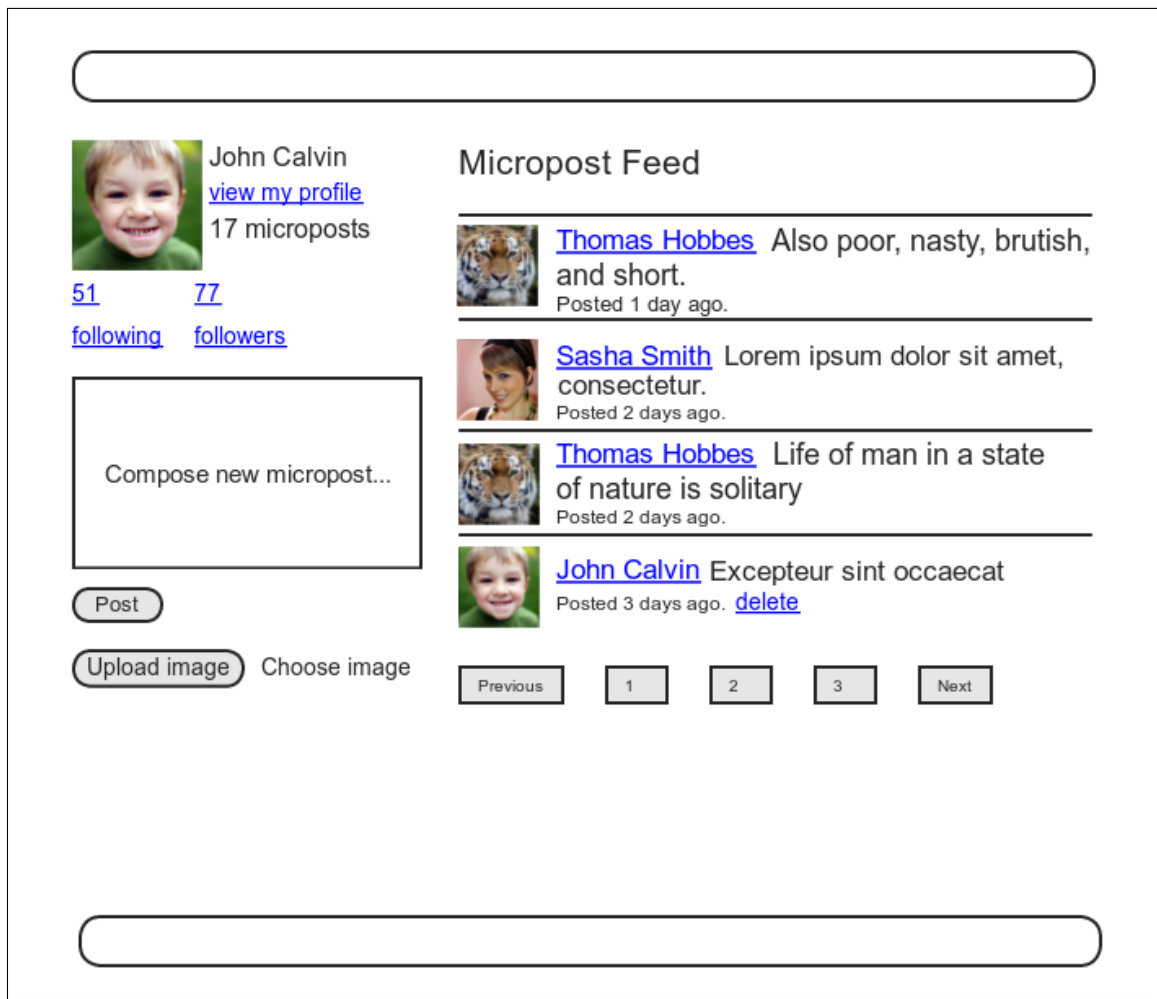 John Calvin
view my profile
17 microposts
51 77
following followers
Compose new micropost...
Post
Upload image Choose image
Micropost Feed
Thomas Hobbes Also poor, nasty, brutish,
and short.
Posted 1 day ago.
Sasha Smith Lorem ipsum dolor sit amet,
consectetur.
Posted 2 days ago.
Thomas Hobbes Life of man in a state
of nature is solitary
Posted 2 days ago.
John Calvin Excepteur sint occaecat
Posted 3 days ago. delete
Previous 1 2 3 Next